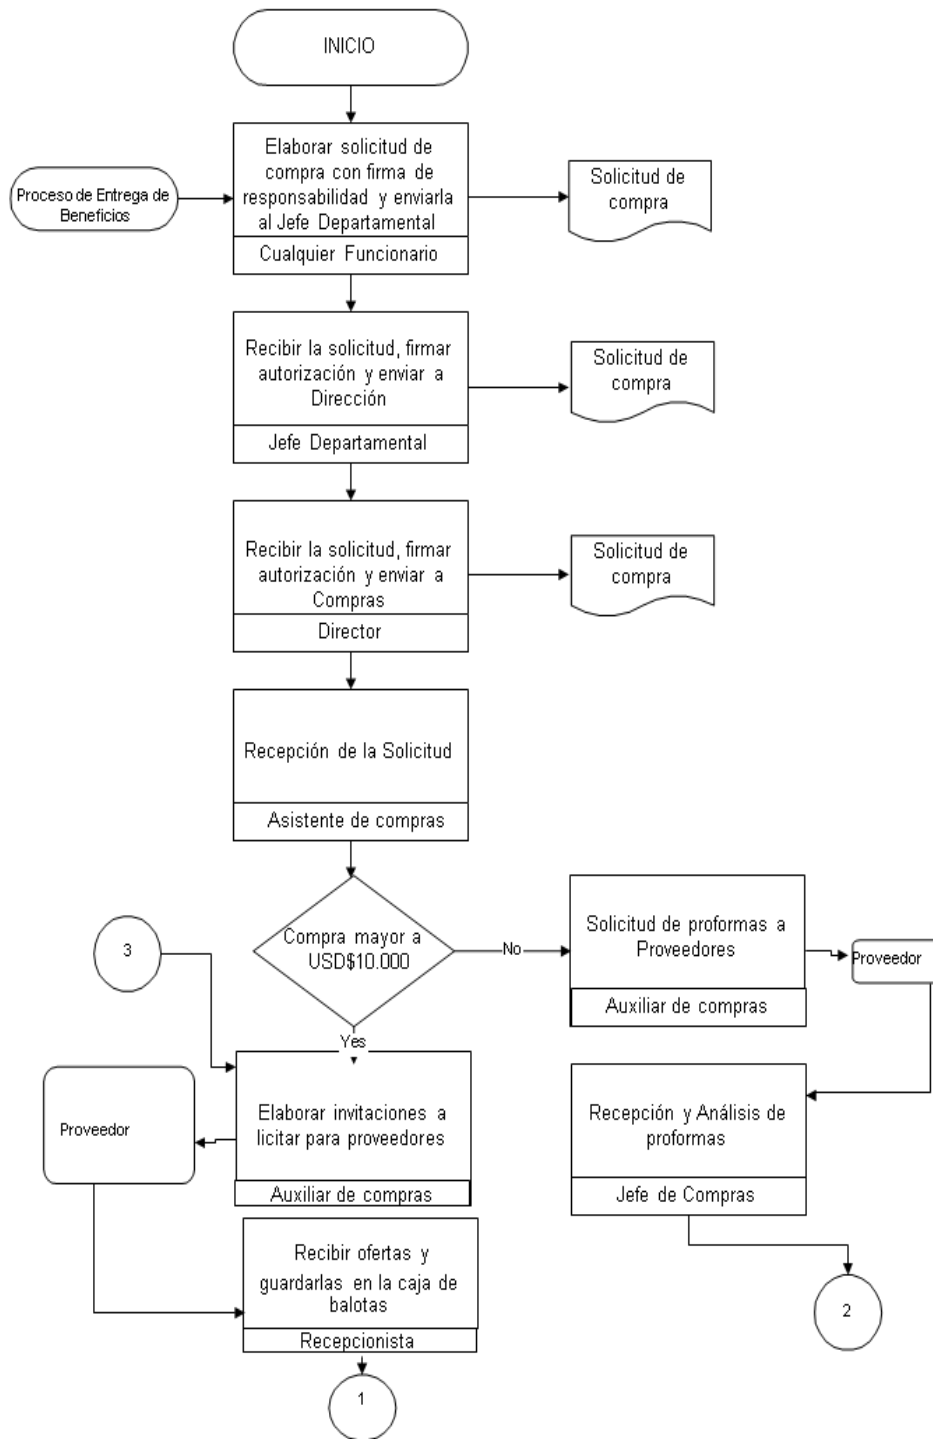 INICIO
Elaborar solicitud de
compra con firma de
responsabilidad y enviarla
al Jefe Departamental
Cualquier Funcionario
Proceso de Entrega de
Beneficios
Solicitud de
compra
Recibir la solicitud, firmar
autorización y enviar a
Dirección
Jefe Departamental
Solicitud de
compra
Recibir la solicitud, firmar
autorización y enviar a
Compras
Director
Solicitud de
compra
Recepción de la Solicitud
Asistente de compras
Compra mayor a
USD$10.000
No
Solicitud de proformas a
Proveedores
Auxiliar de compras
Proveedor
3
Yes
Elaborar invitaciones a
licitar para proveedores
Auxiliar de compras
Proveedor
Recepción y Análisis de
proformas
Jefe de Compras
Recibir ofertas y
guardarlas en la caja de
balotas
Recepcionista
2
1